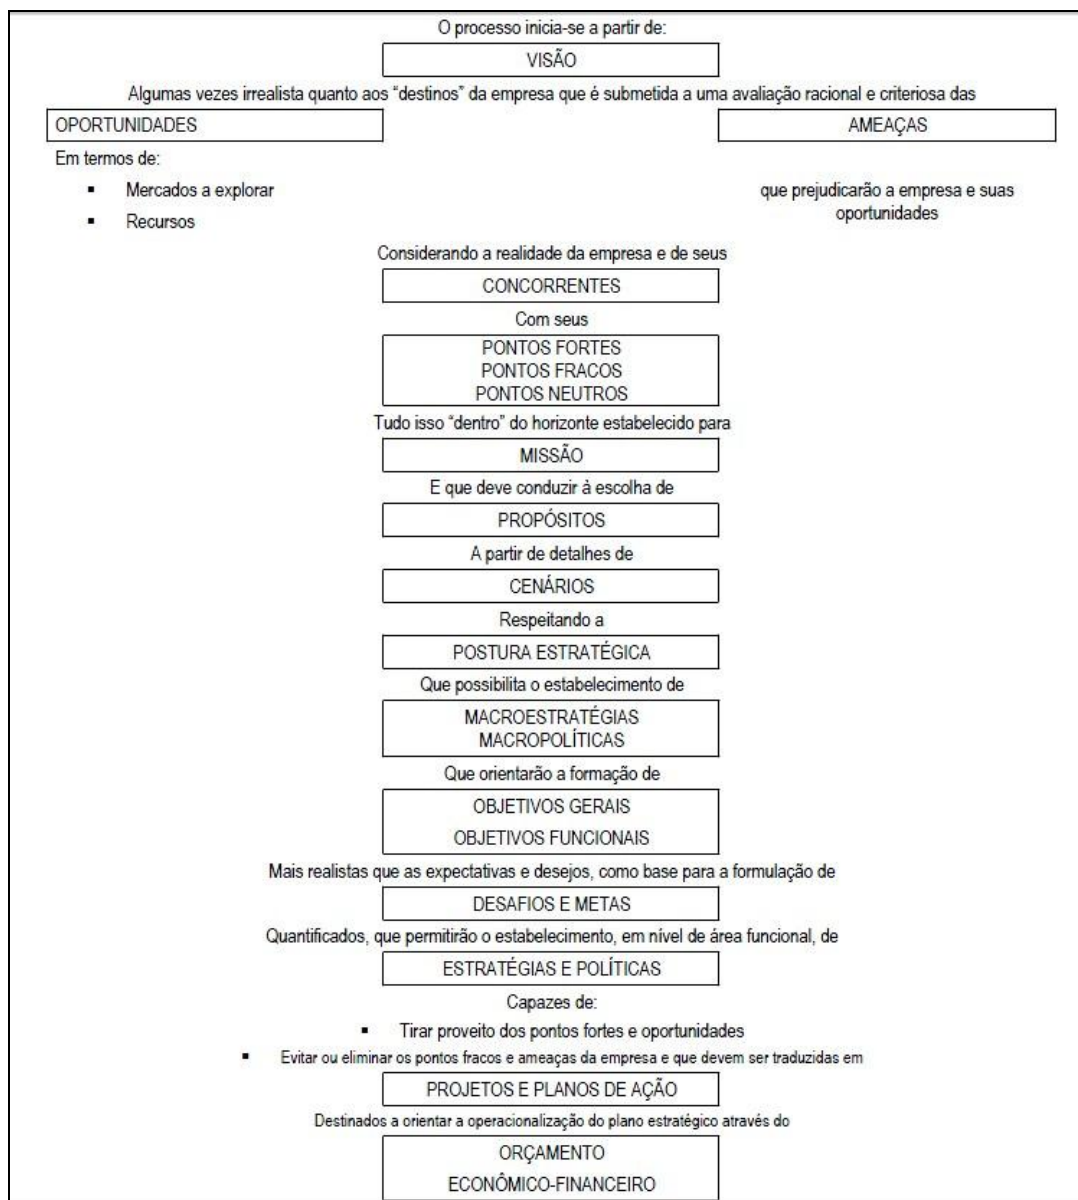 O processo inicia-se a partir de:
VISÃO
Algumas vezes irrealista quanto aos “destinos” da empresa que é submetida a uma avaliação racional e criteriosa das
OPORTUNIDADES
AMEAÇAS
Em termos de:
▪ Mercados a explorar
▪ Recursos
que prejudicarão a empresa e suas
oportunidades
Considerando a realidade da empresa e de seus
CONCORRENTES
Com seus
PONTOS FORTES
PONTOS FRACOS
PONTOS NEUTROS
Tudo isso “dentro” do horizonte estabelecido para
MISSÃO
E que deve conduzir à escolha de
PROPÓSITOS
A partir de detalhes de
CENÁRIOS
Respeitando a
POSTURA ESTRATÉGICA
Que possibilita o estabelecimento de
MACROESTRATÉGIAS
MACROPOLÍTICAS
Que orientarão a formação de
OBJETIVOS GERAIS
OBJETIVOS FUNCIONAIS
Mais realistas que as expectativas e desejos, como base para a formulação de
DESAFIOS E METAS
Quantificados, que permitirão o estabelecimento, em nível de área funcional, de
ESTRATÉGIAS E POLÍTICAS
Capazes de:
▪ Tirar proveito dos pontos fortes e oportunidades
▪ Evitar ou eliminar os pontos fracos e ameaças da empresa e que devem ser traduzidas em
PROJETOS E PLANOS DE AÇÃO
Destinados a orientar a operacionalização do plano estratégico através do
ORÇAMENTO
ECONÔMICO-FINANCEIRO